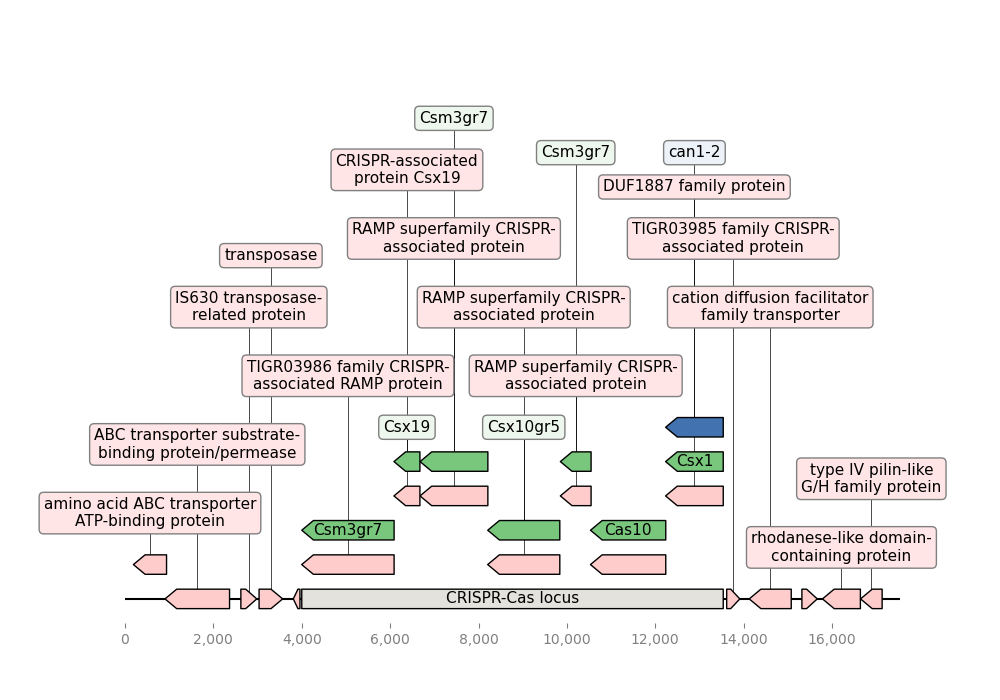 Csm3gr7
Csm3gr7
can1-2
CRISPR-associated
protein Csx19
DUF1887 family protein
RAMP superfamily CRISPR-
associated protein
TIGR03985 family CRISPR-
associated protein
transposase
IS630 transposase-
related protein
RAMP superfamily CRISPR-
associated protein
cation diffusion facilitator
family transporter
TIGR03986 family CRISPR-
associated RAMP protein
RAMP superfamily CRISPR-
associated protein
Csx19
Csx10gr5
ABC transporter substrate-
binding protein/permease
Csx1
type IV pilin-like
G/H family protein
amino acid ABC transporter
ATP-binding protein
Csm3gr7
Cas10
rhodanese-like domain-
containing protein
CRISPR-Cas locus
0
2,000
4,000
6,000
8,000
10,000
12,000
14,000
16,000